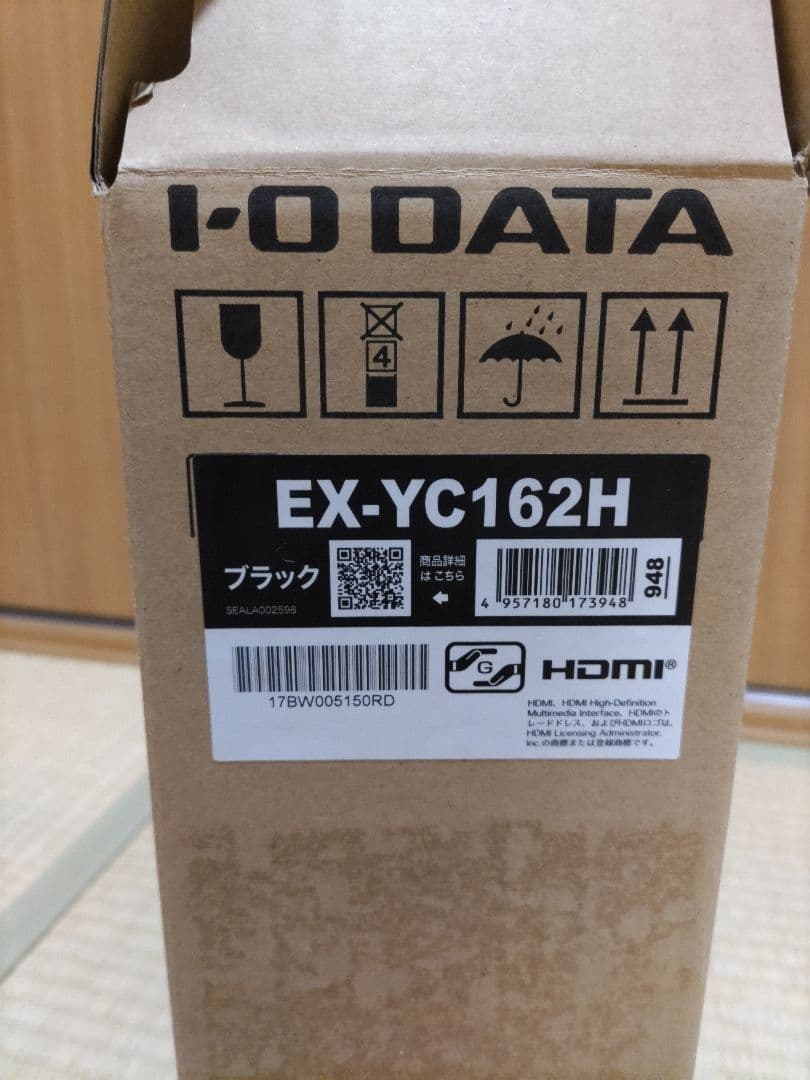 I-O DATA
4
EX-YC162H
ブラック
商品詳細
は こちら
SEALA002598
4 957180 173948
948
17BW005150RD
G
HDMI®
HDMI、HDMI High-Definition
Multimedia Interface、HDMIのト
レードドレス、およびHDMIロゴは、
HDMI Licensing Administrator,
Inc.の商標または登録商標です。